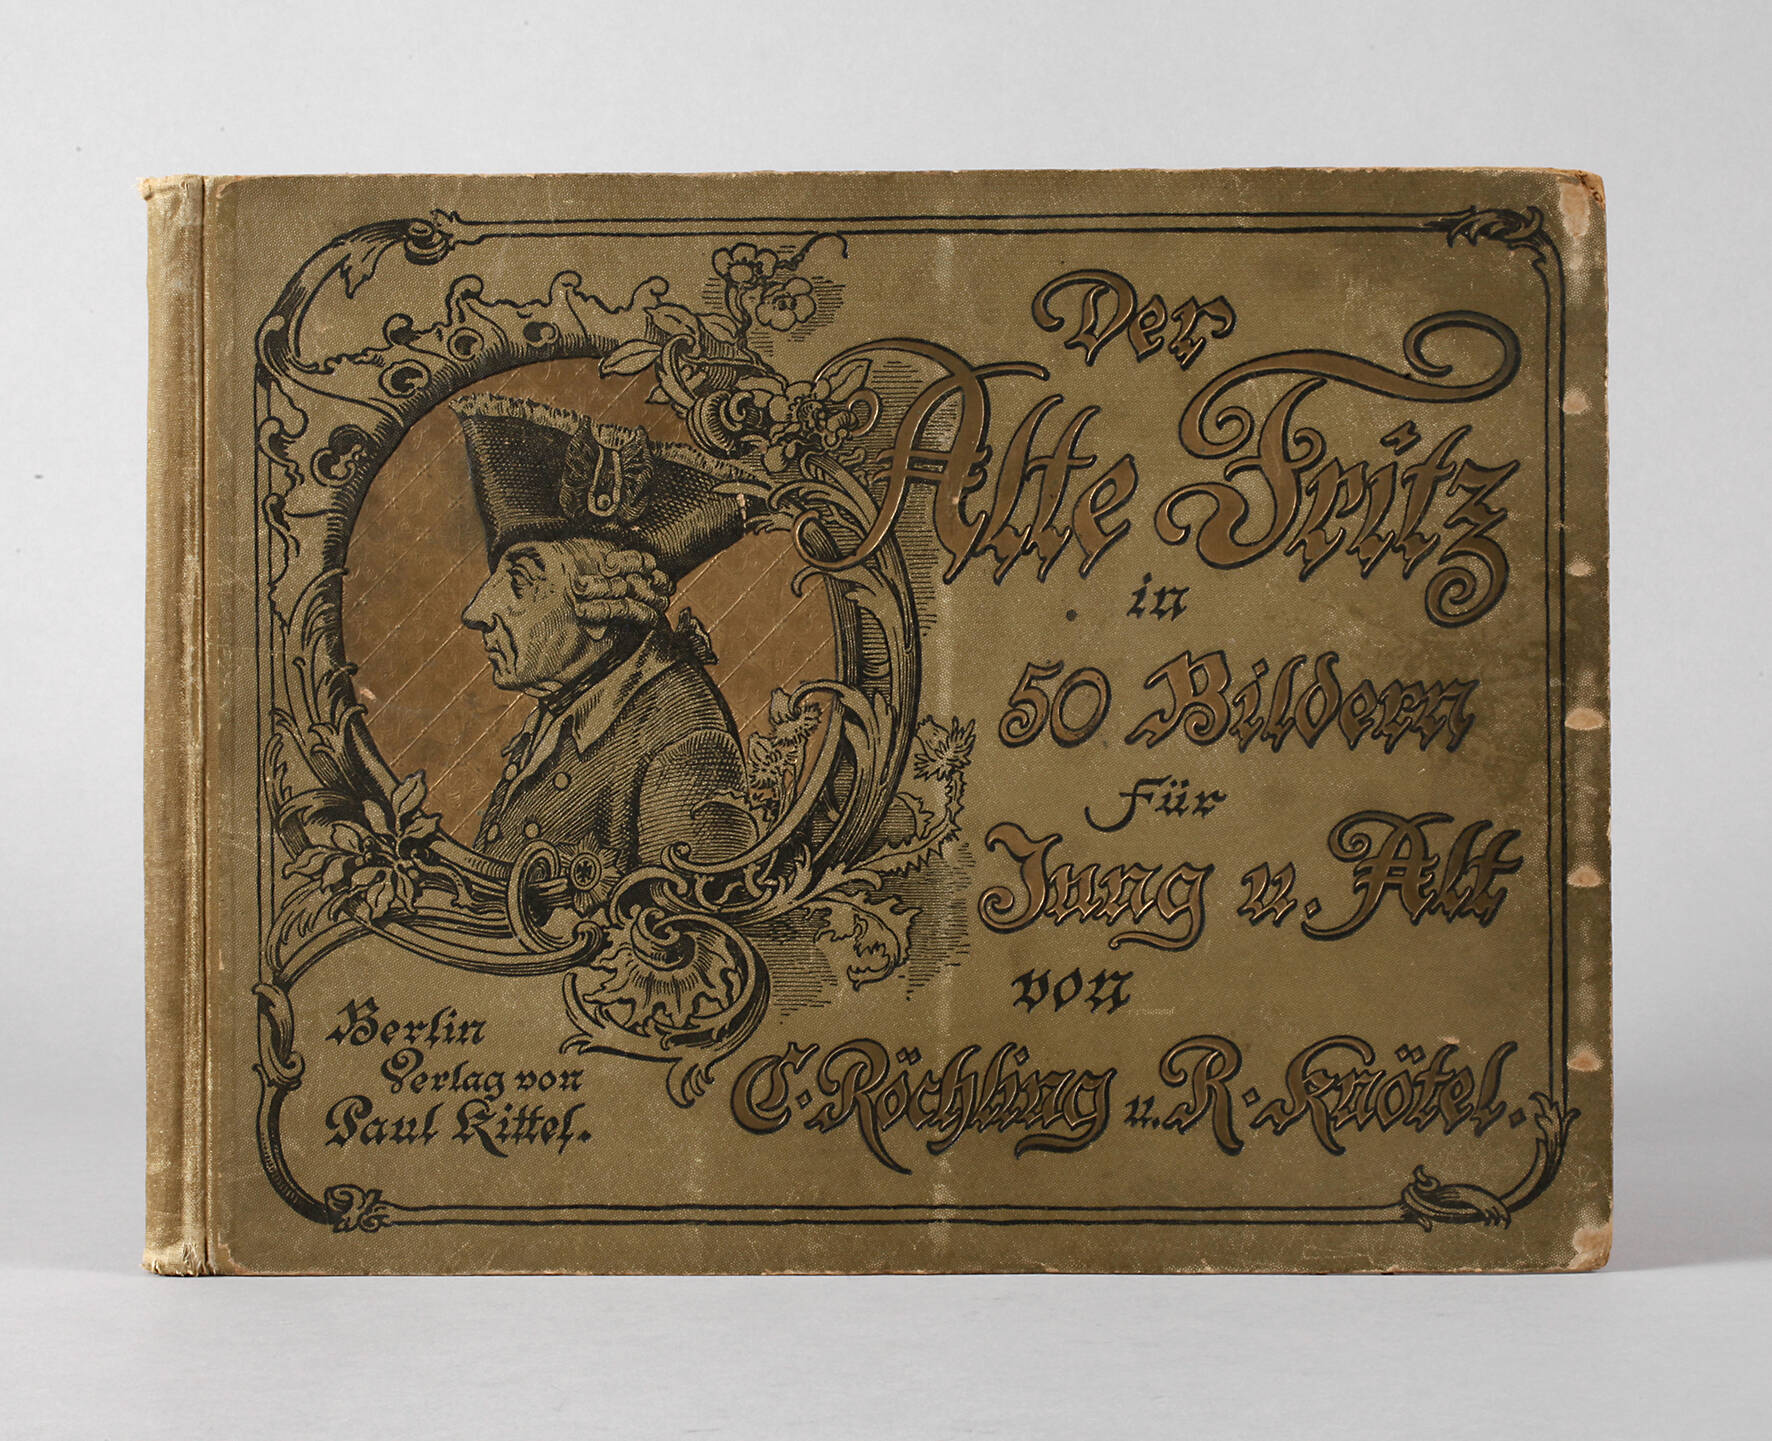 Der
Alte Fritz
in
50 Bildern
Für
Jung u. Alt
von
C. Röchling u. R. Knötel.
Berlin
Verlag von
Paul Kittel.